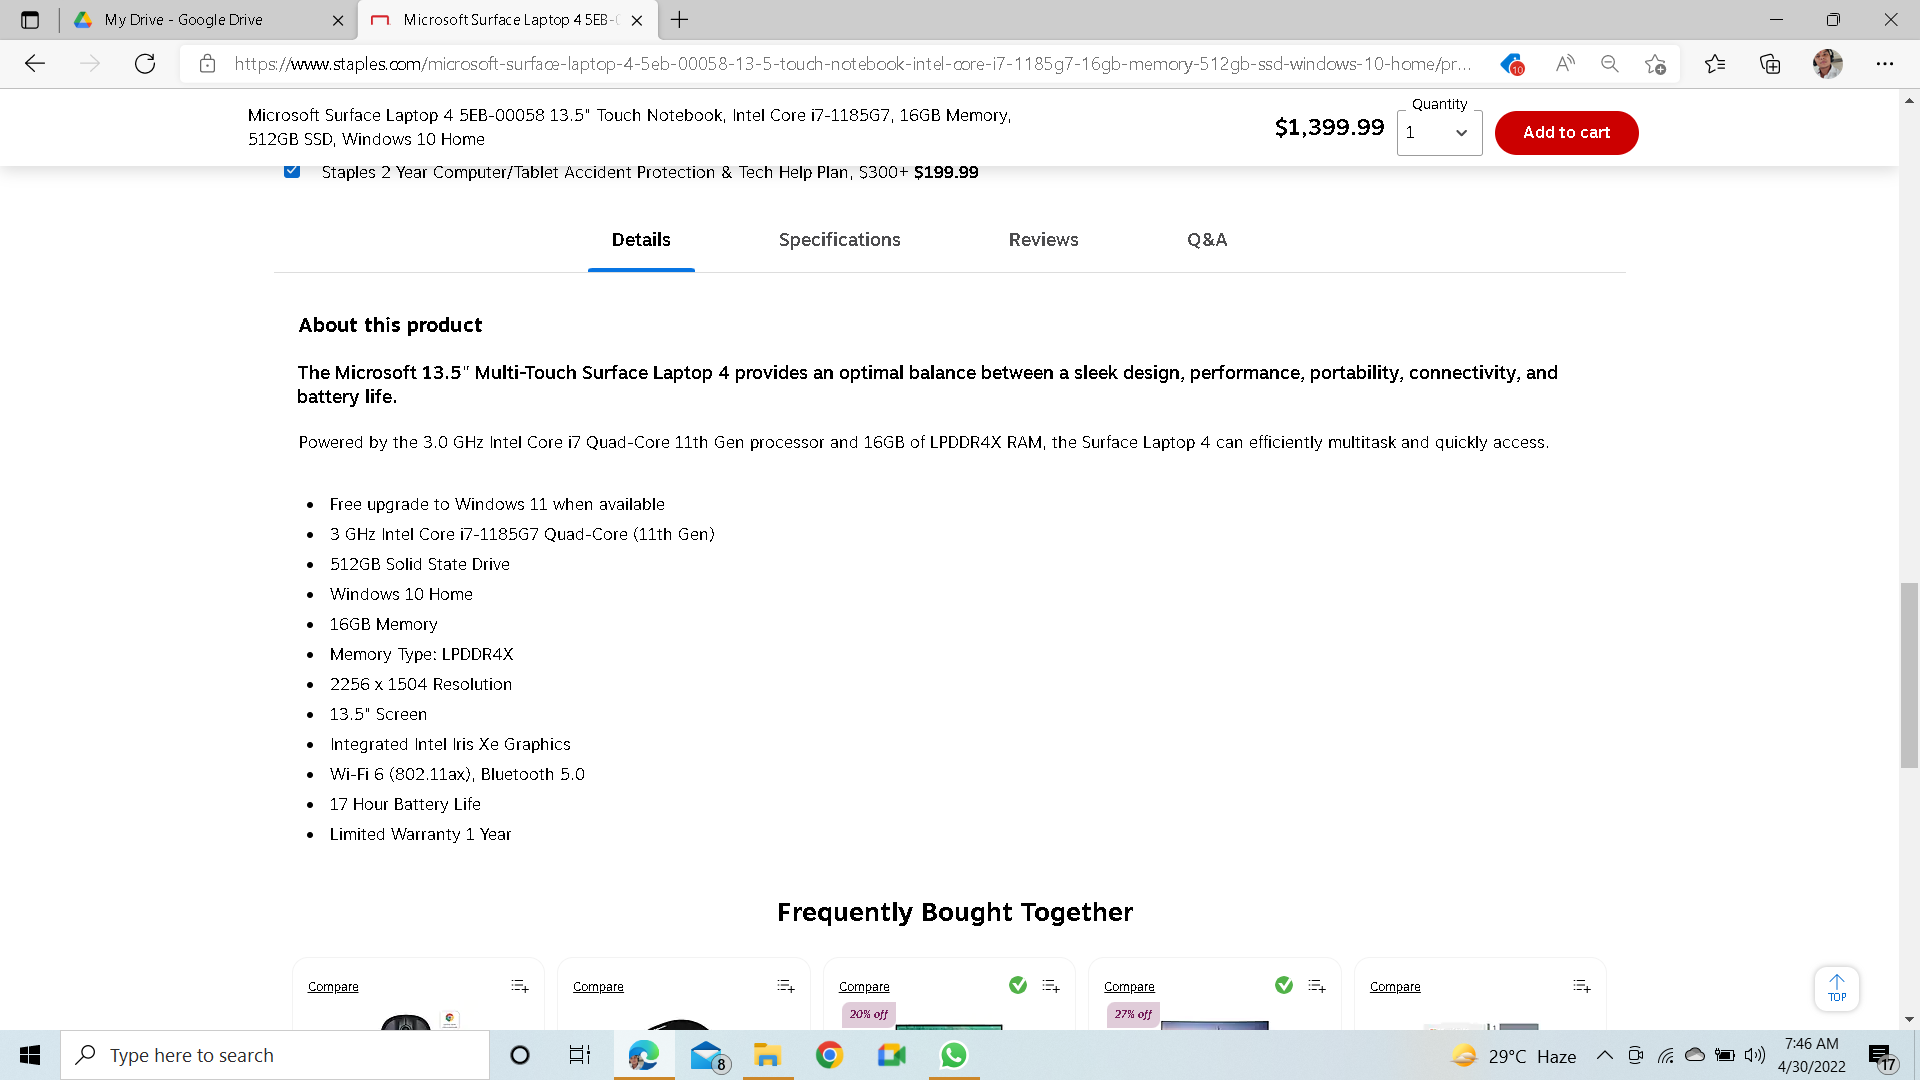 My Drive - Google Drive
Microsoft Surface Laptop 4 5EB-0
https://www.staples.com/microsoft-surface-laptop-4-5eb-00058-13-5-touch-notebook-intel-core-i7-1185g7-16gb-memory-512gb-ssd-windows-10-home/pr...
10
Microsoft Surface Laptop 4 5EB-00058 13.5" Touch Notebook, Intel Core i7-1185G7, 16GB Memory,
512GB SSD, Windows 10 Home
$1,399.99
Quantity
1
Add to cart
Staples 2 Year Computer/Tablet Accident Protection & Tech Help Plan, $300+ $199.99
Details
Specifications
Reviews
Q&A
About this product
The Microsoft 13.5" Multi-Touch Surface Laptop 4 provides an optimal balance between a sleek design, performance, portability, connectivity, and
battery life.
Powered by the 3.0 GHz Intel Core i7 Quad-Core 11th Gen processor and 16GB of LPDDR4X RAM, the Surface Laptop 4 can efficiently multitask and quickly access.
• Free upgrade to Windows 11 when available
• 3 GHz Intel Core i7-1185G7 Quad-Core (11th Gen)
• 512GB Solid State Drive
• Windows 10 Home
• 16GB Memory
• Memory Type: LPDDR4X
• 2256 x 1504 Resolution
• 13.5" Screen
• Integrated Intel Iris Xe Graphics
• Wi-Fi 6 (802.11ax), Bluetooth 5.0
• 17 Hour Battery Life
• Limited Warranty 1 Year
Frequently Bought Together
Compare
Compare
Compare
20% off
Compare
27% off
Compare
TOP
Type here to search
8
29°C Haze
7:46 AM
4/30/2022
17